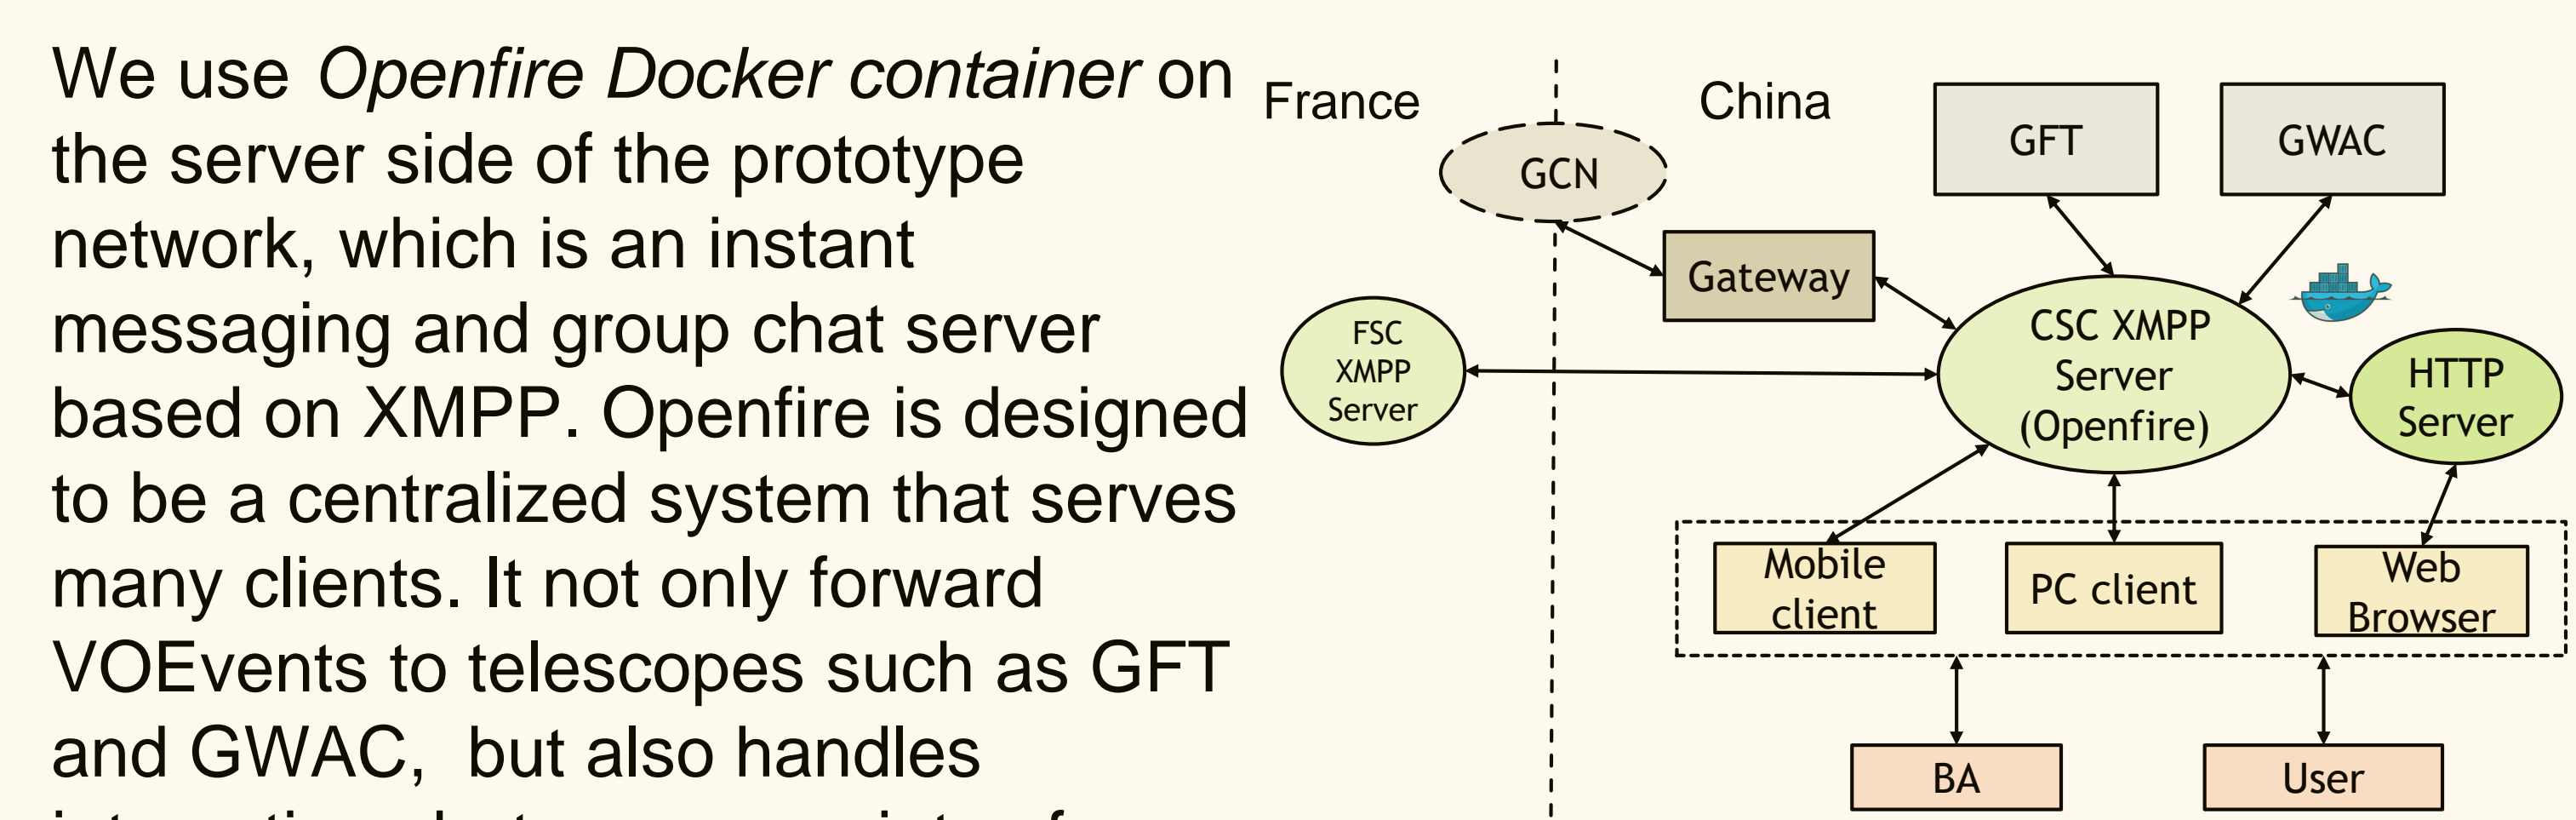 We use Openfire Docker container on
the server side of the prototype
network, which is an instant
messaging and group chat server
based on XMPP. Openfire is designed
to be a centralized system that serves
many clients. It not only forward
VOEvents to telescopes such as GFT
and GWAC, but also handles
France
China
GCN
GFT
GWAC
Gateway
FSC
XMPP
Server
CSC XMPP
Server
(Openfire)
HTTP
Server
Mobile
client
PC client
Web
Browser
BA
User